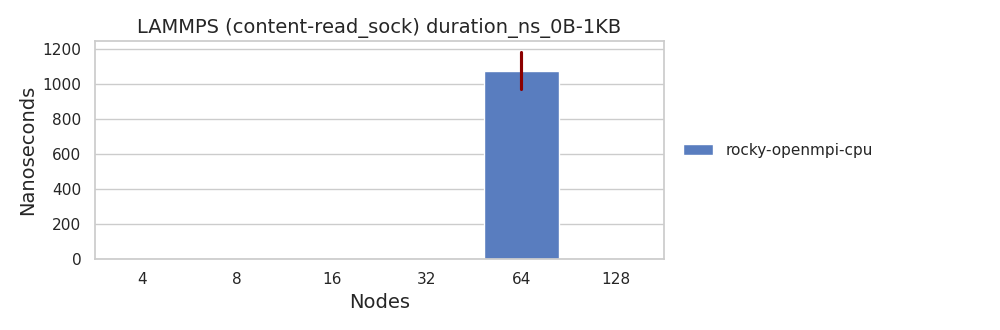 LAMMPS (content-read_sock) duration_ns_0B-1KB
Nanoseconds
1200
1000
800
600
400
200
0
4 8 16 32 64 128
Nodes
rocky-openmpi-cpu